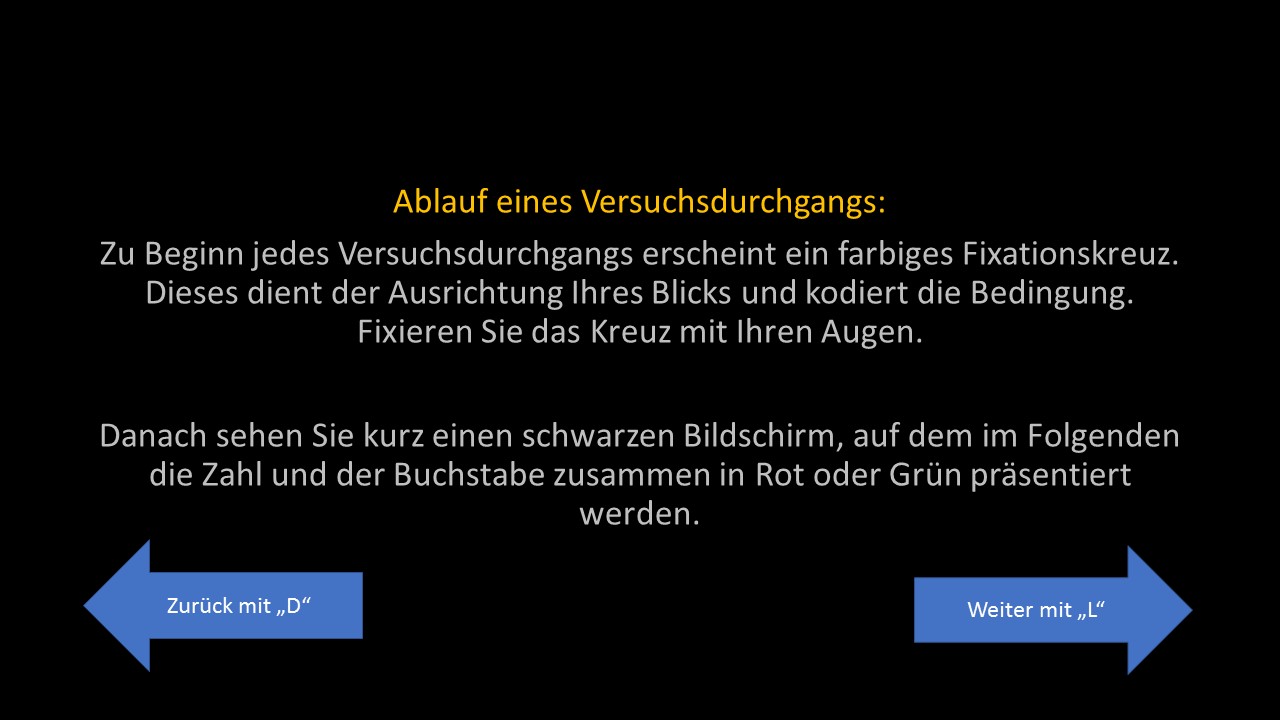 Ablauf eines Versuchsdurchgangs:
Zu Beginn jedes Versuchsdurchgangs erscheint ein farbiges Fixationskreuz.
Dieses dient der Ausrichtung Ihres Blicks und kodiert die Bedingung.
Fixieren Sie das Kreuz mit Ihren Augen.
Danach sehen Sie kurz einen schwarzen Bildschirm, auf dem im Folgenden
die Zahl und der Buchstabe zusammen in Rot oder Grün präsentiert
werden.
Zurück mit „D“
Weiter mit „L“